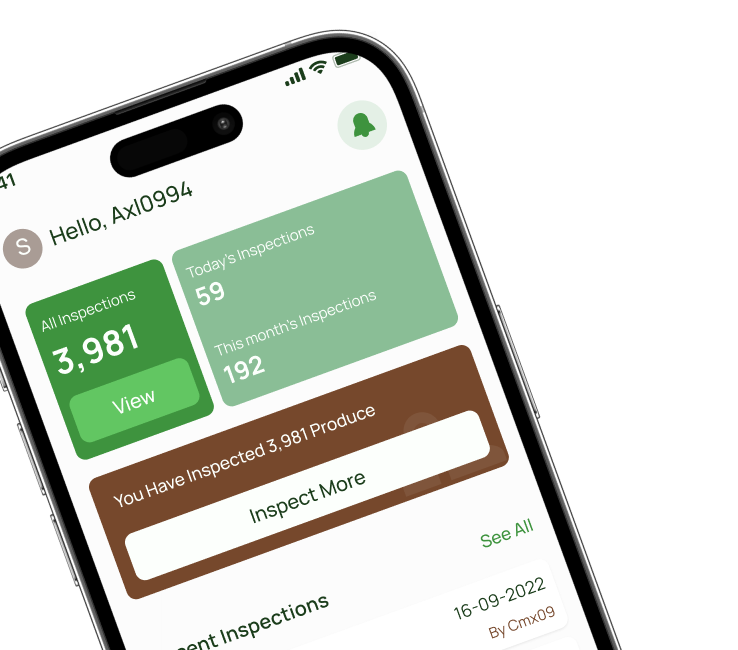 41
S
Hello, Axl0994
All Inspections
3,981
View
Today's Inspections
59
This month's Inspections
192
You Have Inspected 3,981 Produce
Inspect More
See All
ent Inspections
16-09-2022
By Cmx09